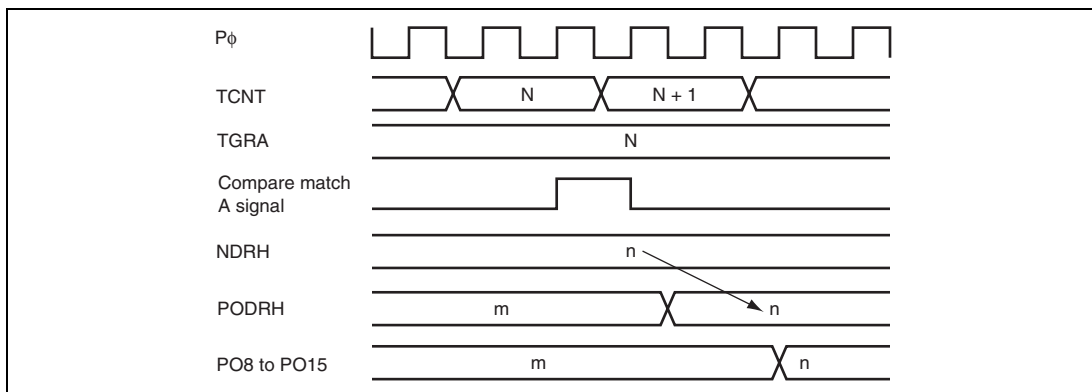 Pϕ
TCNT N N + 1
TGRA N
Compare match
A signal
NDRH n
PODRH m n
PO8 to PO15 m n